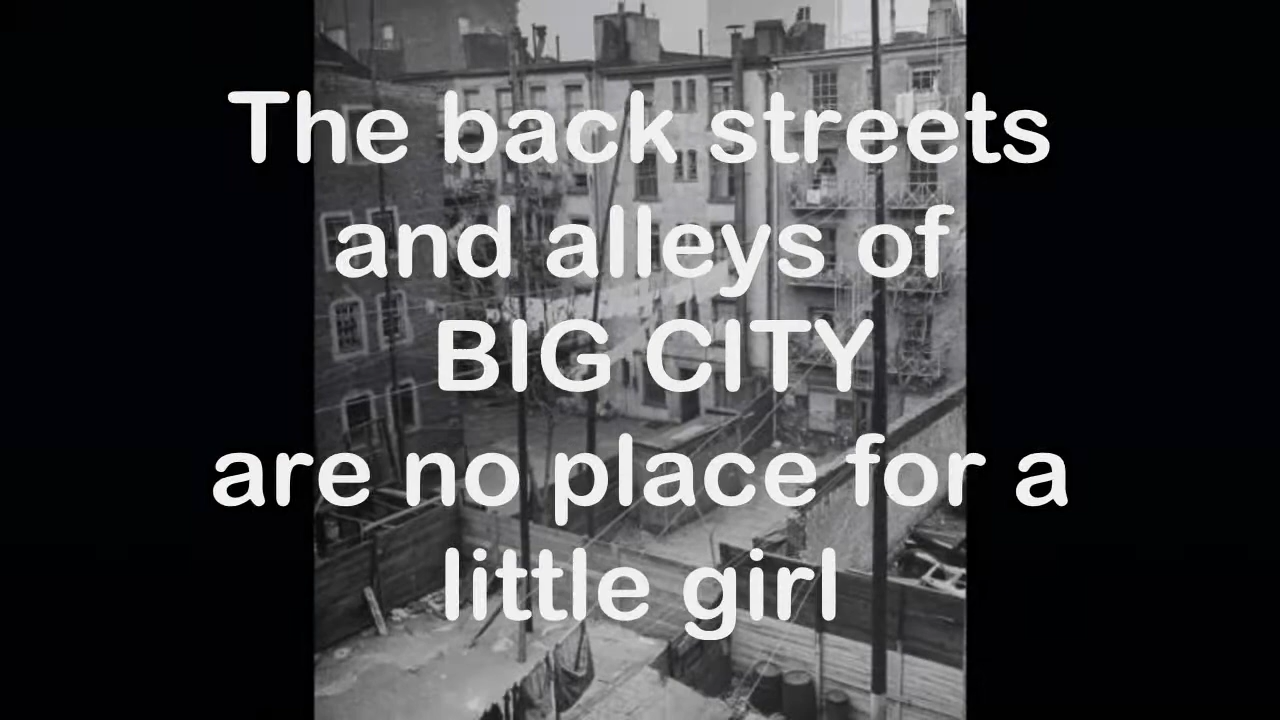 The back streets
and alleys of
BIG CITY
are no place for a
little girl